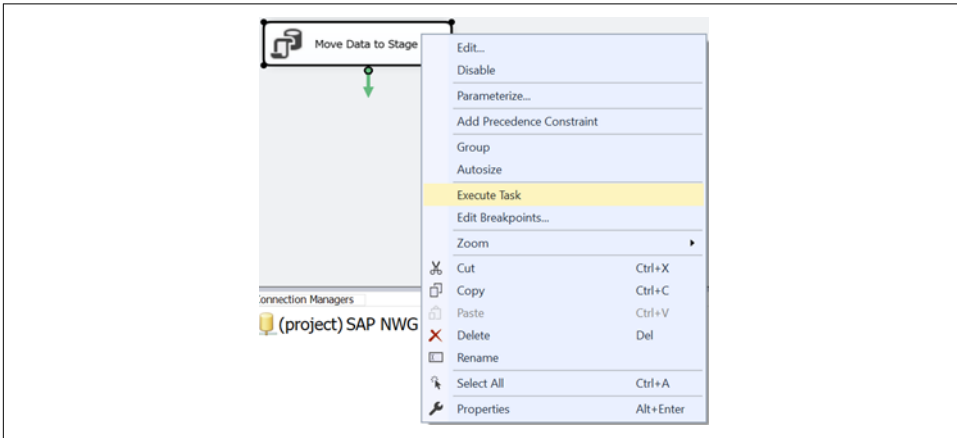 Move Data to Stage
Edit...
Disable
Parameterize...
Add Precedence Constraint
Group
Autosize
Execute Task
Edit Breakpoints...
Zoom
Cut Ctrl+X
Copy Ctrl+C
Paste Ctrl+V
Delete Del
Rename
Select All Ctrl+A
Properties Alt+Enter
onnection Managers
(project) SAP NWG